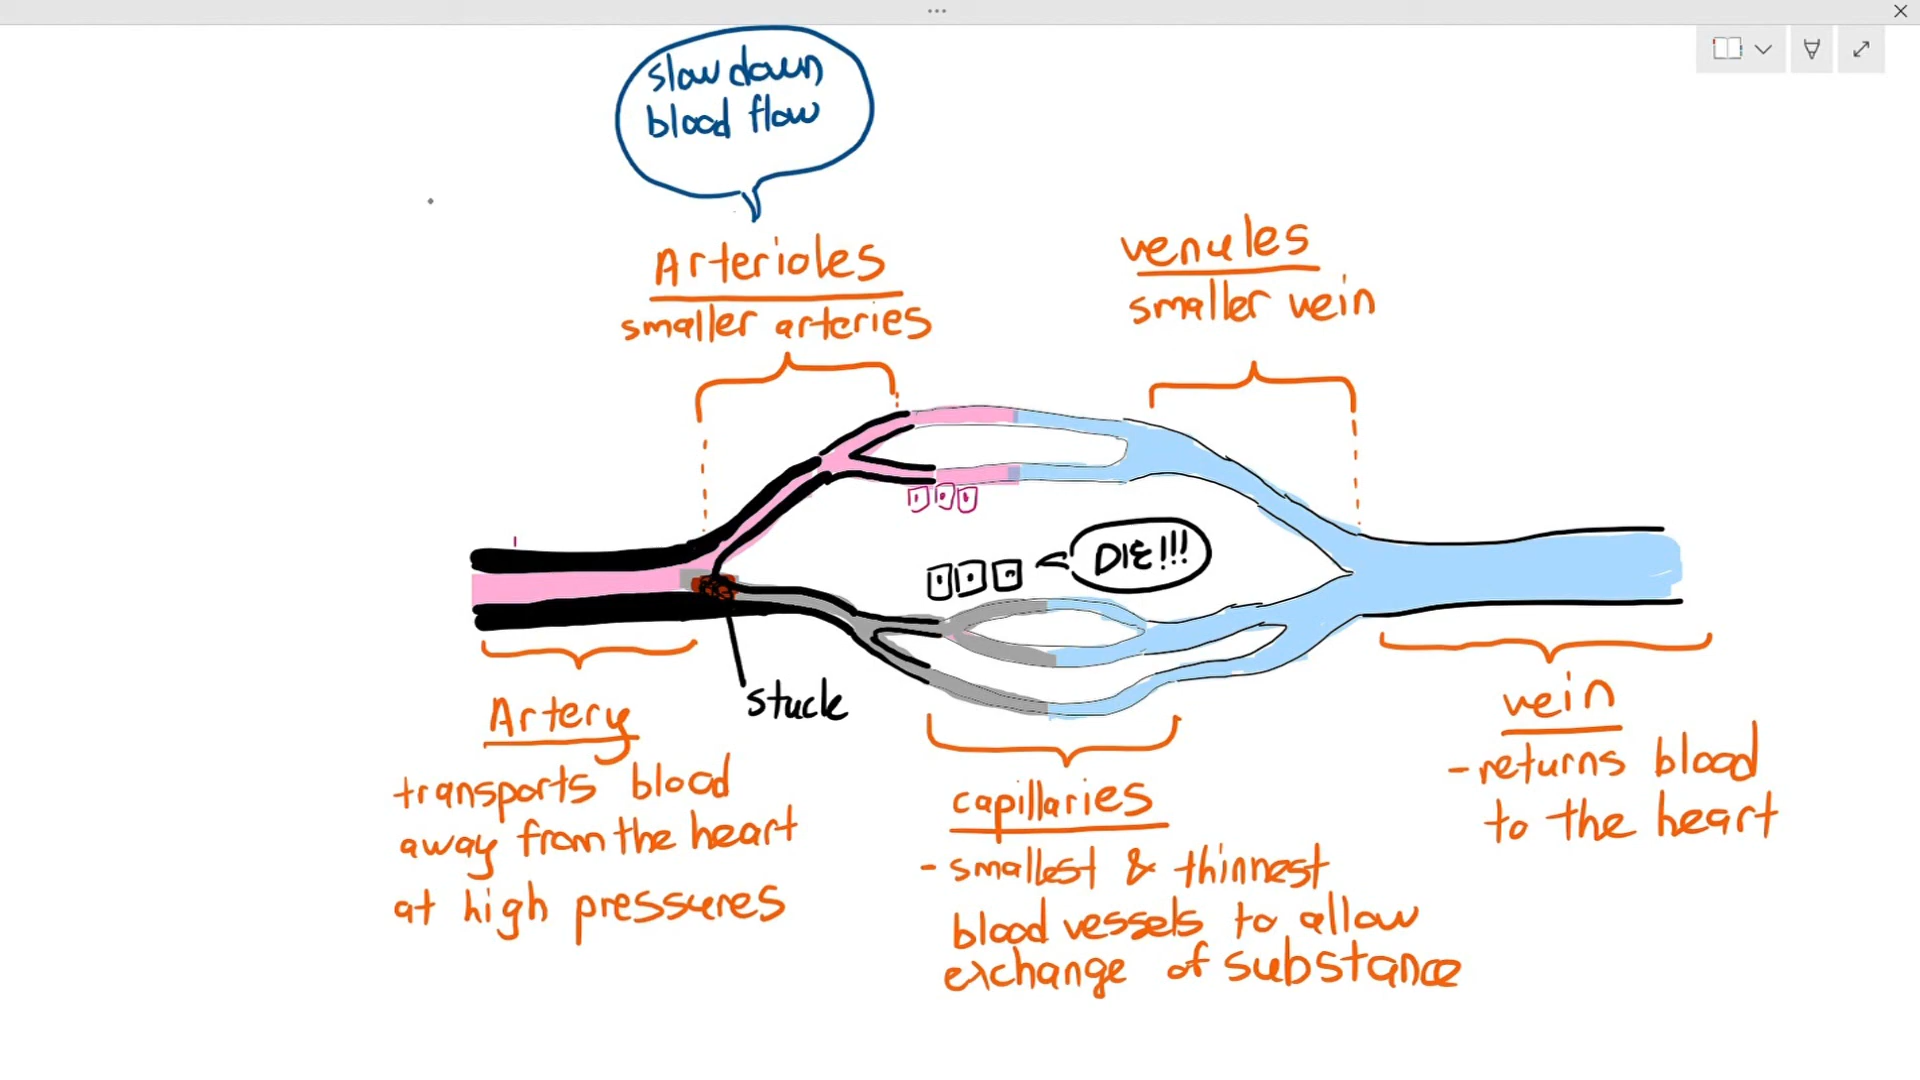 slow down
blood flow
Arterioles
smaller arteries
venules
smaller vein
DIE!!!
stuck
Artery
transports blood
away from the heart
at high pressures
capillaries
- smallest & thinnest
blood vessels to allow
exchange of substance
vein
- returns blood
to the heart